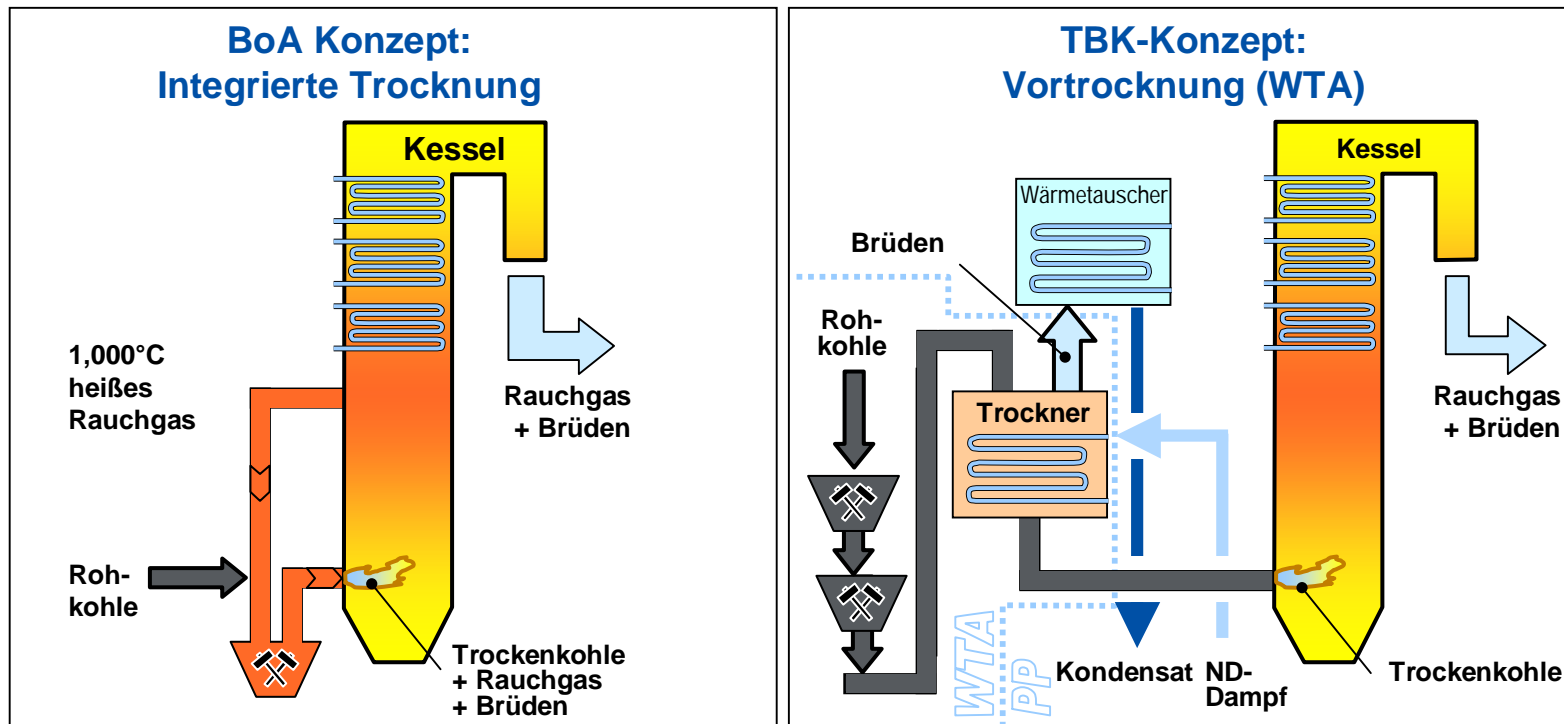 BoA Konzept:
Integrierte Trocknung
Kessel
1,000°C
heißes
Rauchgas
Rauchgas
+ Brüden
Roh-
kohle
Trockenkohle
+ Rauchgas
+ Brüden
TBK-Konzept:
Vortrocknung (WTA)
Kessel
Wärmetauscher
Brüden
Roh-
kohle
Trockner
Rauchgas
+ Brüden
WTA
PP
Kondensat
ND-
Dampf
Trockenkohle